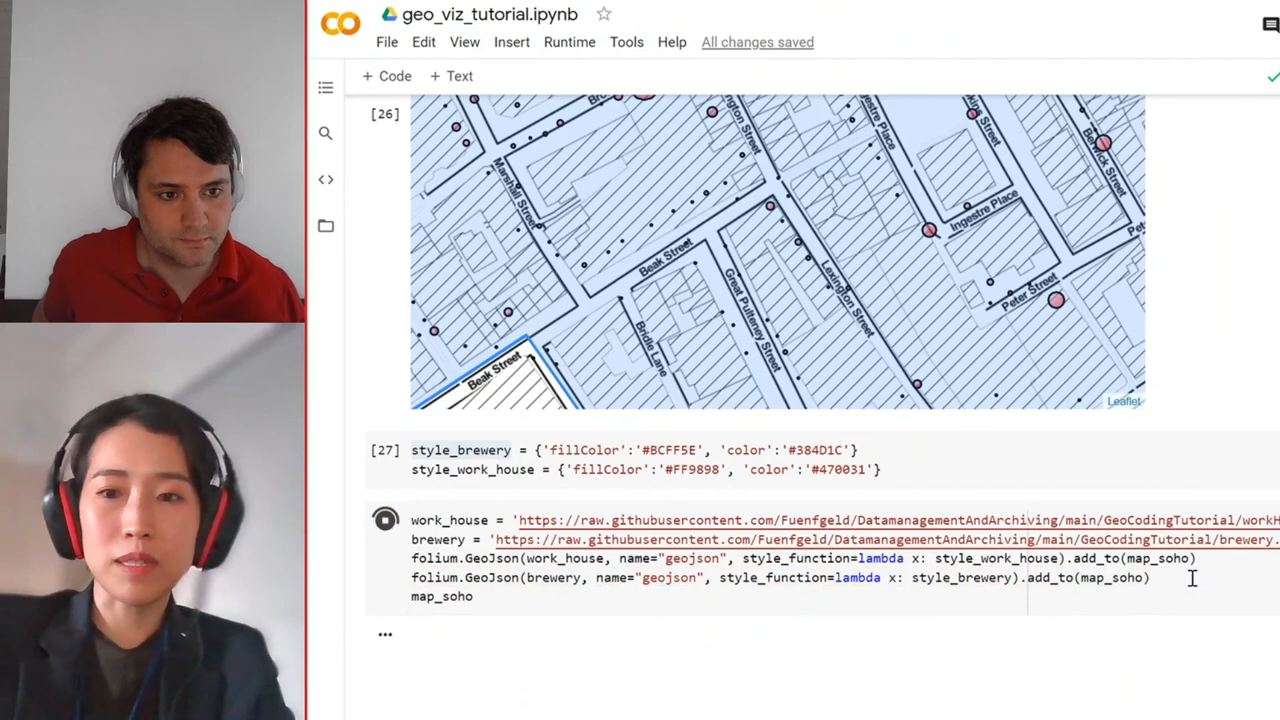 geo_viz_tutorial.ipynb
File Edit View Insert Runtime Tools Help All changes saved
+ Code + Text
[26]
Marshall Street
Beak Street
Bridle Lane
Great Pulteney Street
Lexington Street
Ingestre Place
Peter Street
Berwick Street
Street
Beak Street
Leaflet
[27] style_brewery = {'fillColor':'#BCFF5E', 'color':'#384D1C'}
style_work_house = {'fillColor':'#FF9898', 'color':'#470031'}
work_house = 'https://raw.githubusercontent.com/Fuenfgeld/DatamanagementAndArchiving/main/GeoCodingTutorial/workH
brewery = 'https://raw.githubusercontent.com/Fuenfgeld/DatamanagementAndArchiving/main/GeoCodingTutorial/brewery.
folium.GeoJson(work_house, name="geojson", style_function=lambda x: style_work_house).add_to(map_soho)
folium.GeoJson(brewery, name="geojson", style_function=lambda x: style_brewery).add_to(map_soho)
map_soho